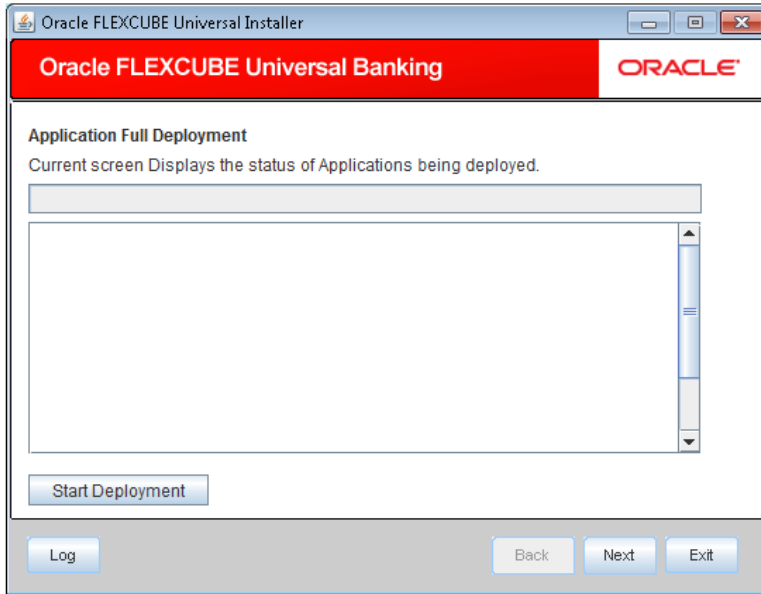 Oracle FLEXCUBE Universal Installer
Oracle FLEXCUBE Universal Banking
ORACLE
Application Full Deployment
Current screen Displays the status of Applications being deployed.
Start Deployment
Log
Back
Next
Exit